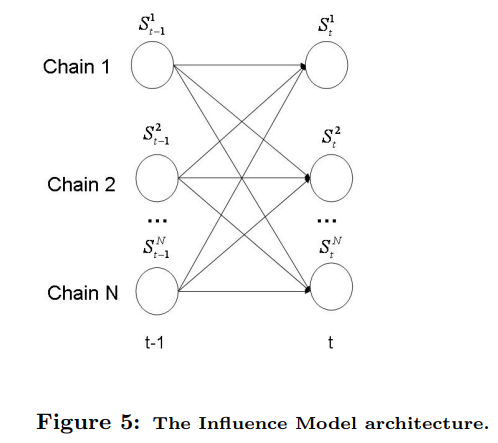 S^1_{t-1} S^1_t
Chain 1
S^2_{t-1} S^2_t
Chain 2
... ...
S^N_{t-1} S^N_t
Chain N
t-1 t
Figure 5: The Influence Model architecture.